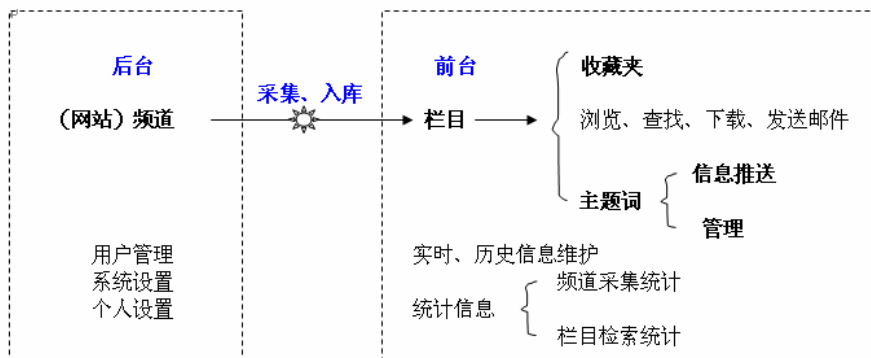 后台
前台
采集、入库
(网站)频道
栏目
收藏夹
浏览、查找、下载、发送邮件
主题词
信息推送
管理
用户管理
系统设置
个人设置
实时、历史信息维护
统计信息
频道采集统计
栏目检索统计